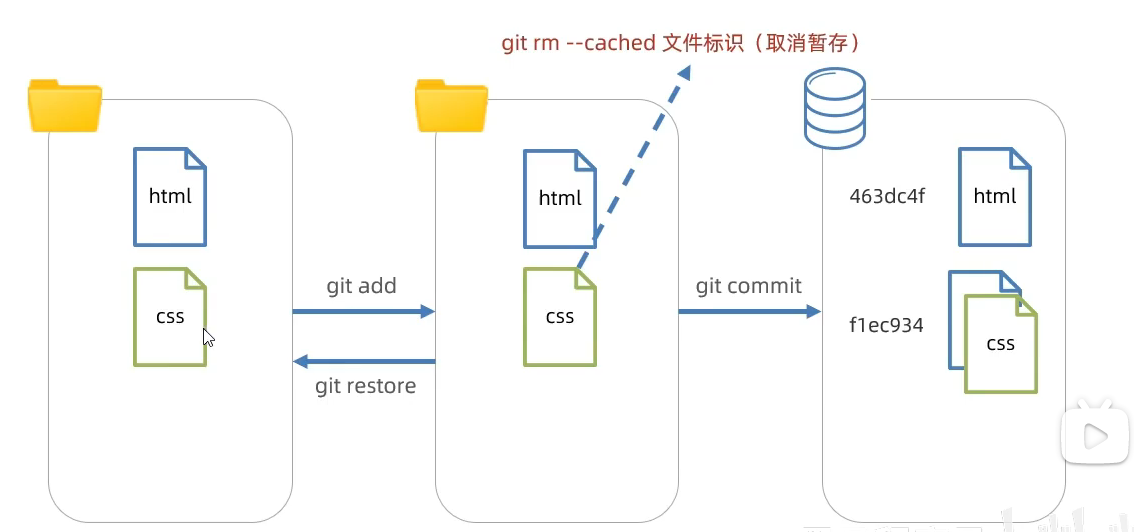 git rm --cached 文件标识（取消暂存）
html
css
git add
git restore
html
css
git commit
463dc4f
html
f1ec934
css